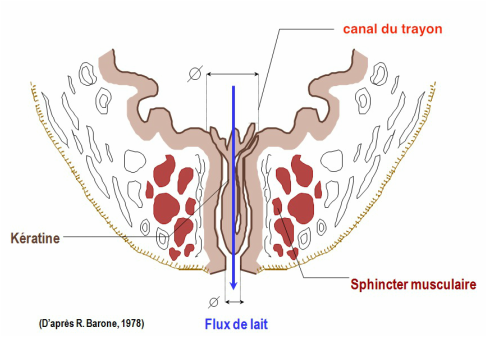 canal du trayon
Ø
Kératine
Sphincter musculaire
Ø
(D'après R. Barone, 1978)
Flux de lait